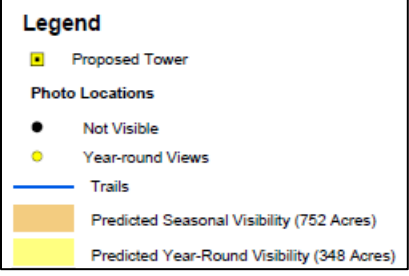 Legend
Proposed Tower
Photo Locations
Not Visible
Year-round Views
Trails
Predicted Seasonal Visibility (752 Acres)
Predicted Year-Round Visibility (348 Acres)